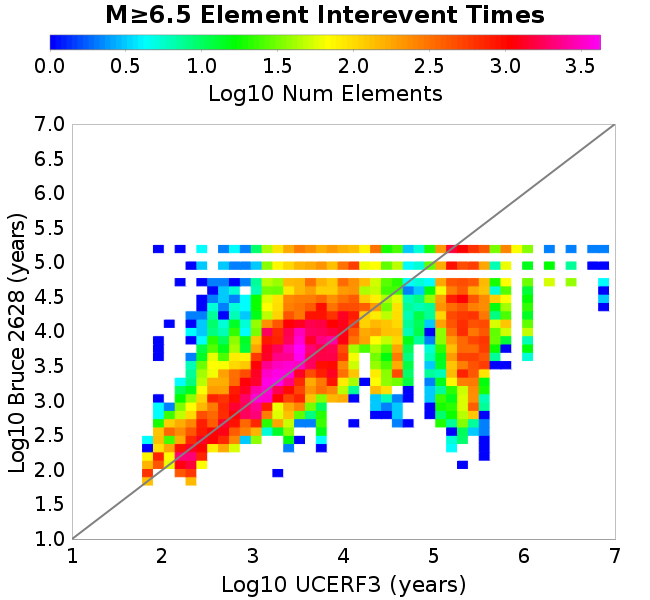 M≥6.5 Element Interevent Times
0.0 0.5 1.0 1.5 2.0 2.5 3.0 3.5
Log10 Num Elements
Log10 Bruce 2628 (years)
7.0
6.5
6.0
5.5
5.0
4.5
4.0
3.5
3.0
2.5
2.0
1.5
1.0
1 2 3 4 5 6 7
Log10 UCERF3 (years)